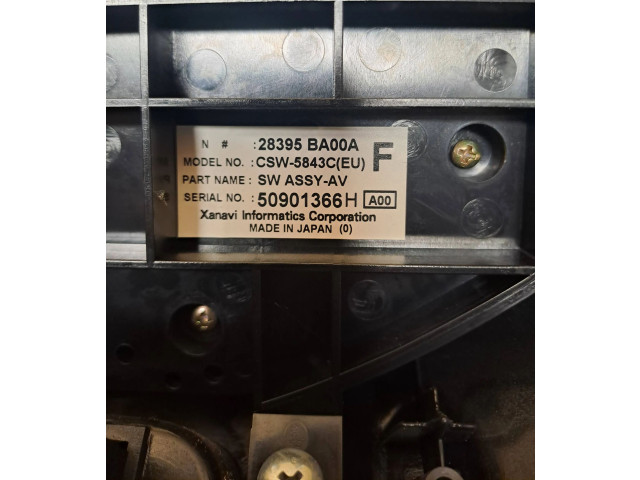 N # : 28395 BA00A
MODEL NO. : CSW-5843C(EU) F
PART NAME : SW ASSY-AV
SERIAL NO. : 50901366H A00
Xanavi Informatics Corporation
MADE IN JAPAN (0)